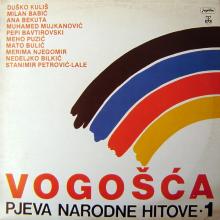 DUŠKO KULIŠ
MILAN BABIĆ
ANA BEKUTA
MUHAMED MUJKANOVIĆ
PEPI BAVTIROVSKI
MEHO PUZIĆ
MATO BULIĆ
MERIMA NJEGOMIR
NEDELJKO BILKIĆ
STANIMIR PETROVIĆ-LALE
VOGOŠĆA
PJEVA NARODNE HITOVE·1